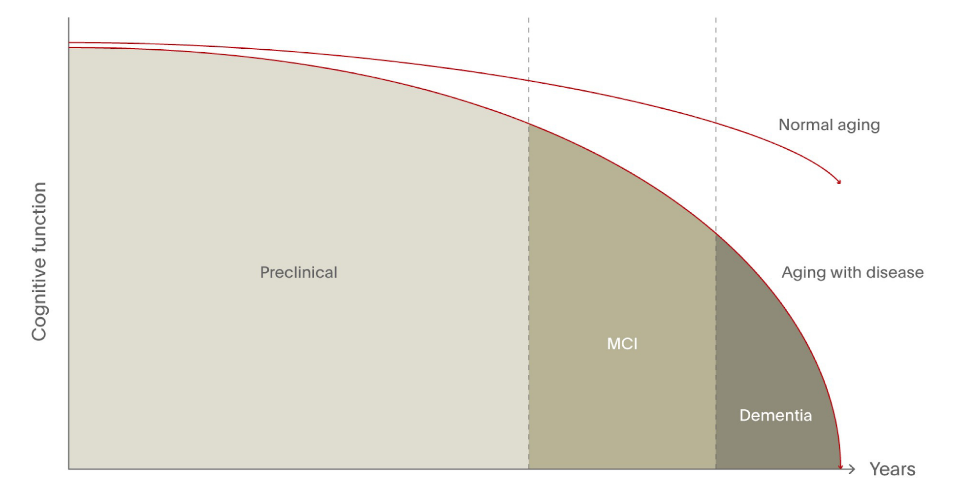 Cognitive function
Normal aging
Preclinical
Aging with disease
MCI
Dementia
Years